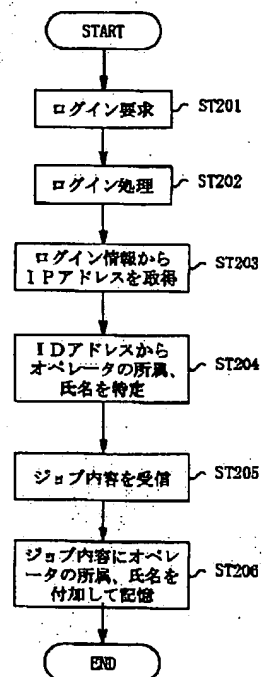 START
ログイン要求
ST201
ログイン処理
ST202
ログイン情報から
IPアドレスを取得
ST203
IDアドレスから
オペレータの所属、
氏名を特定
ST204
ジョブ内容を受信
ST205
ジョブ内容にオペレ
ータの所属、氏名を
付加して記憶
ST206
END